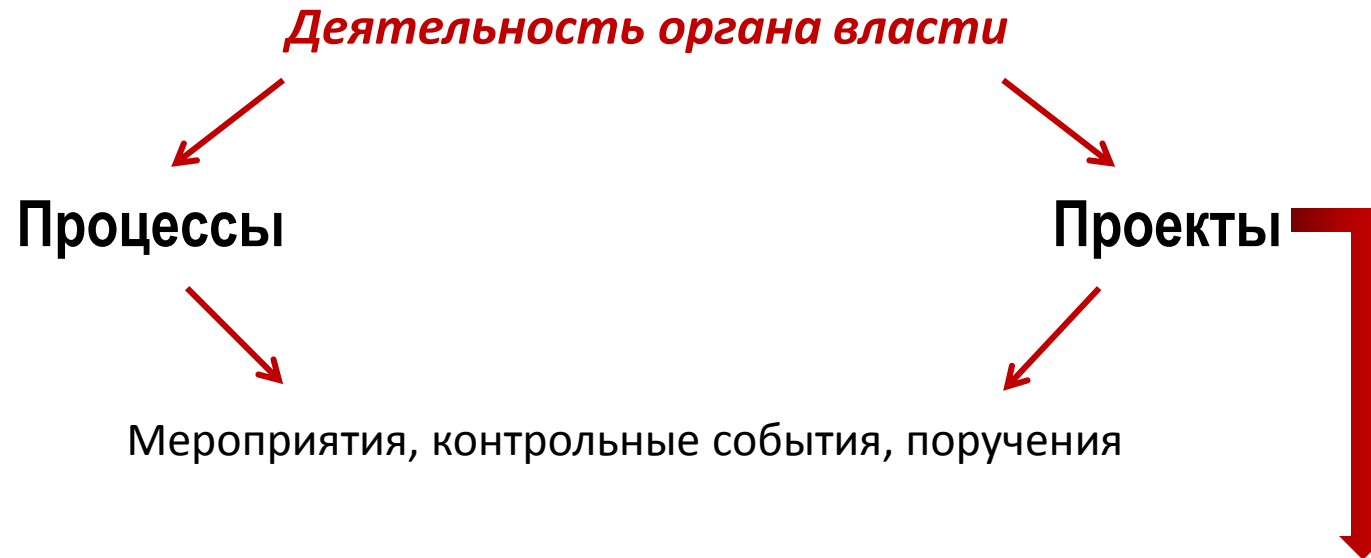 Деятельность органа власти
Процессы
Проекты
Мероприятия, контрольные события, поручения